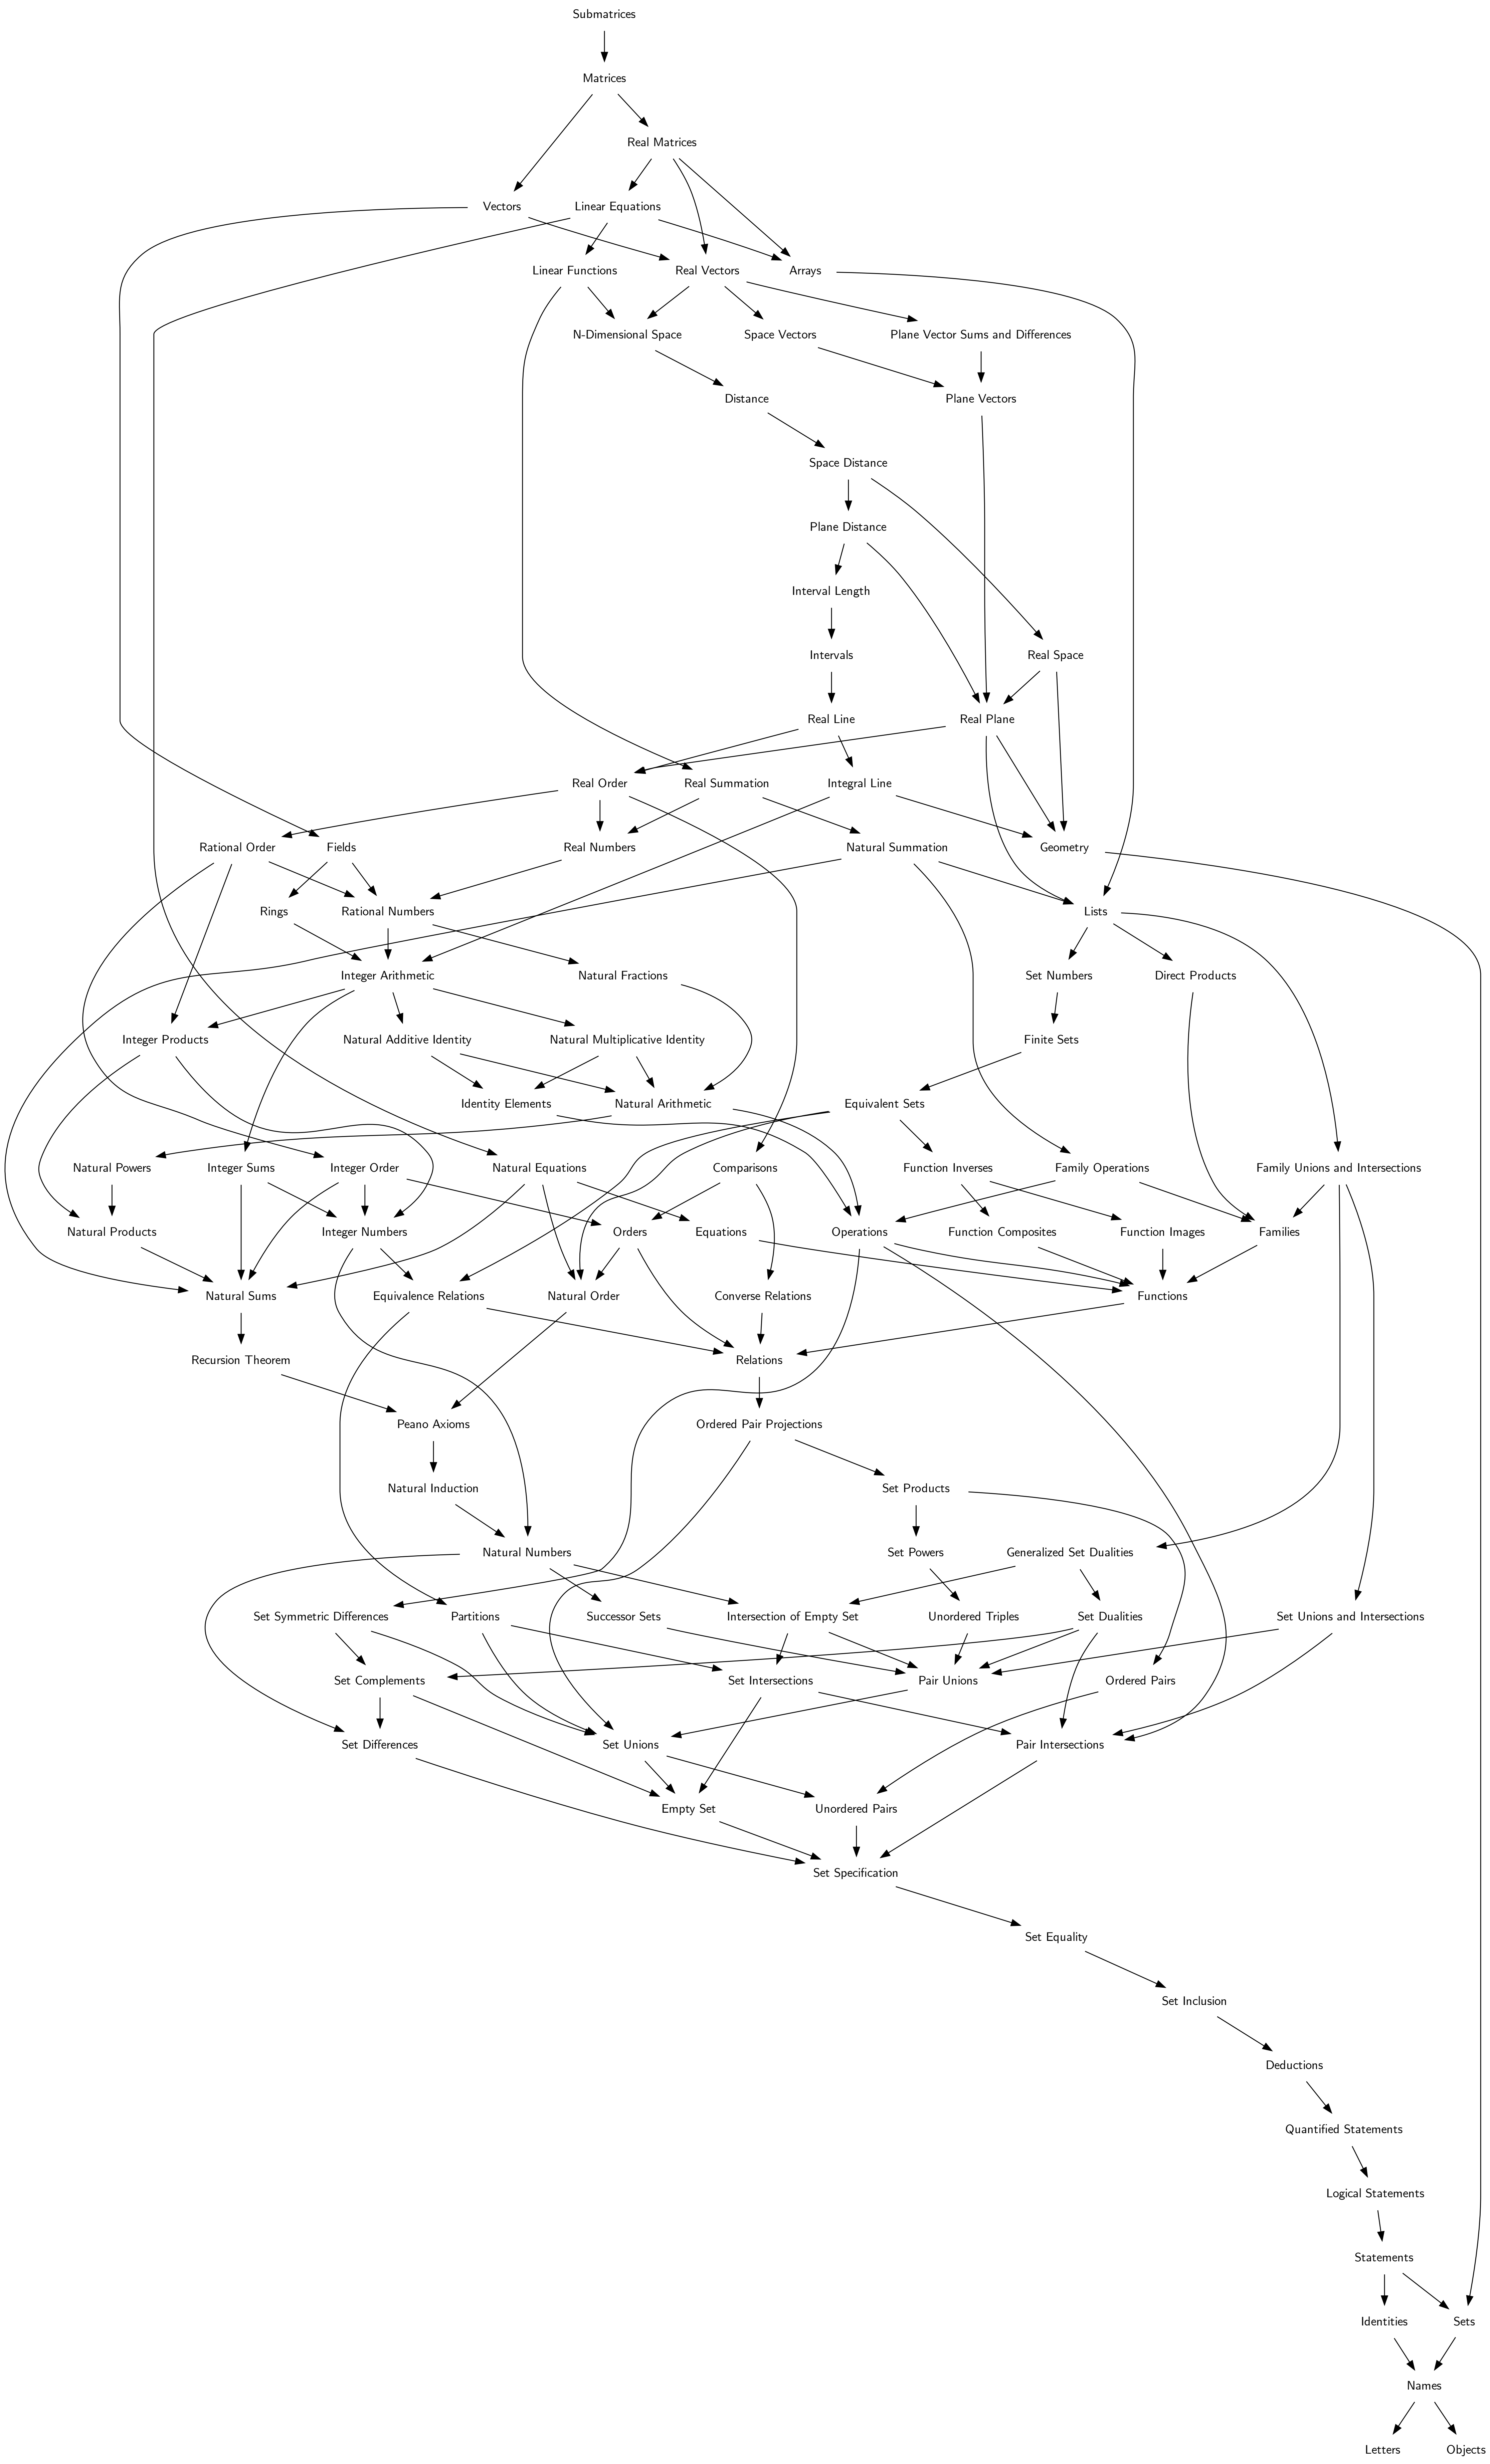 Submatrices
Matrices
Real Matrices
Vectors
Linear Equations
Linear Functions
Real Vectors
Arrays
N-Dimensional Space
Space Vectors
Plane Vector Sums and Differences
Distance
Plane Vectors
Space Distance
Plane Distance
Interval Length
Intervals
Real Space
Real Line
Real Plane
Real Order
Real Summation
Integral Line
Rational Order
Fields
Real Numbers
Natural Summation
Geometry
Rings
Rational Numbers
Lists
Integer Arithmetic
Natural Fractions
Set Numbers
Direct Products
Integer Products
Natural Additive Identity
Natural Multiplicative Identity
Finite Sets
Identity Elements
Natural Arithmetic
Equivalent Sets
Natural Powers
Integer Sums
Integer Order
Natural Equations
Comparisons
Function Inverses
Family Operations
Family Unions and Intersections
Natural Products
Integer Numbers
Orders
Equations
Operations
Function Composites
Function Images
Families
Natural Sums
Equivalence Relations
Natural Order
Converse Relations
Functions
Recursion Theorem
Relations
Peano Axioms
Ordered Pair Projections
Natural Induction
Set Products
Natural Numbers
Set Powers
Generalized Set Dualities
Set Symmetric Differences
Partitions
Successor Sets
Intersection of Empty Set
Unordered Triples
Set Dualities
Set Unions and Intersections
Set Complements
Set Intersections
Pair Unions
Ordered Pairs
Set Differences
Set Unions
Pair Intersections
Empty Set
Unordered Pairs
Set Specification
Set Equality
Set Inclusion
Deductions
Quantified Statements
Logical Statements
Statements
Identities
Sets
Names
Letters
Objects